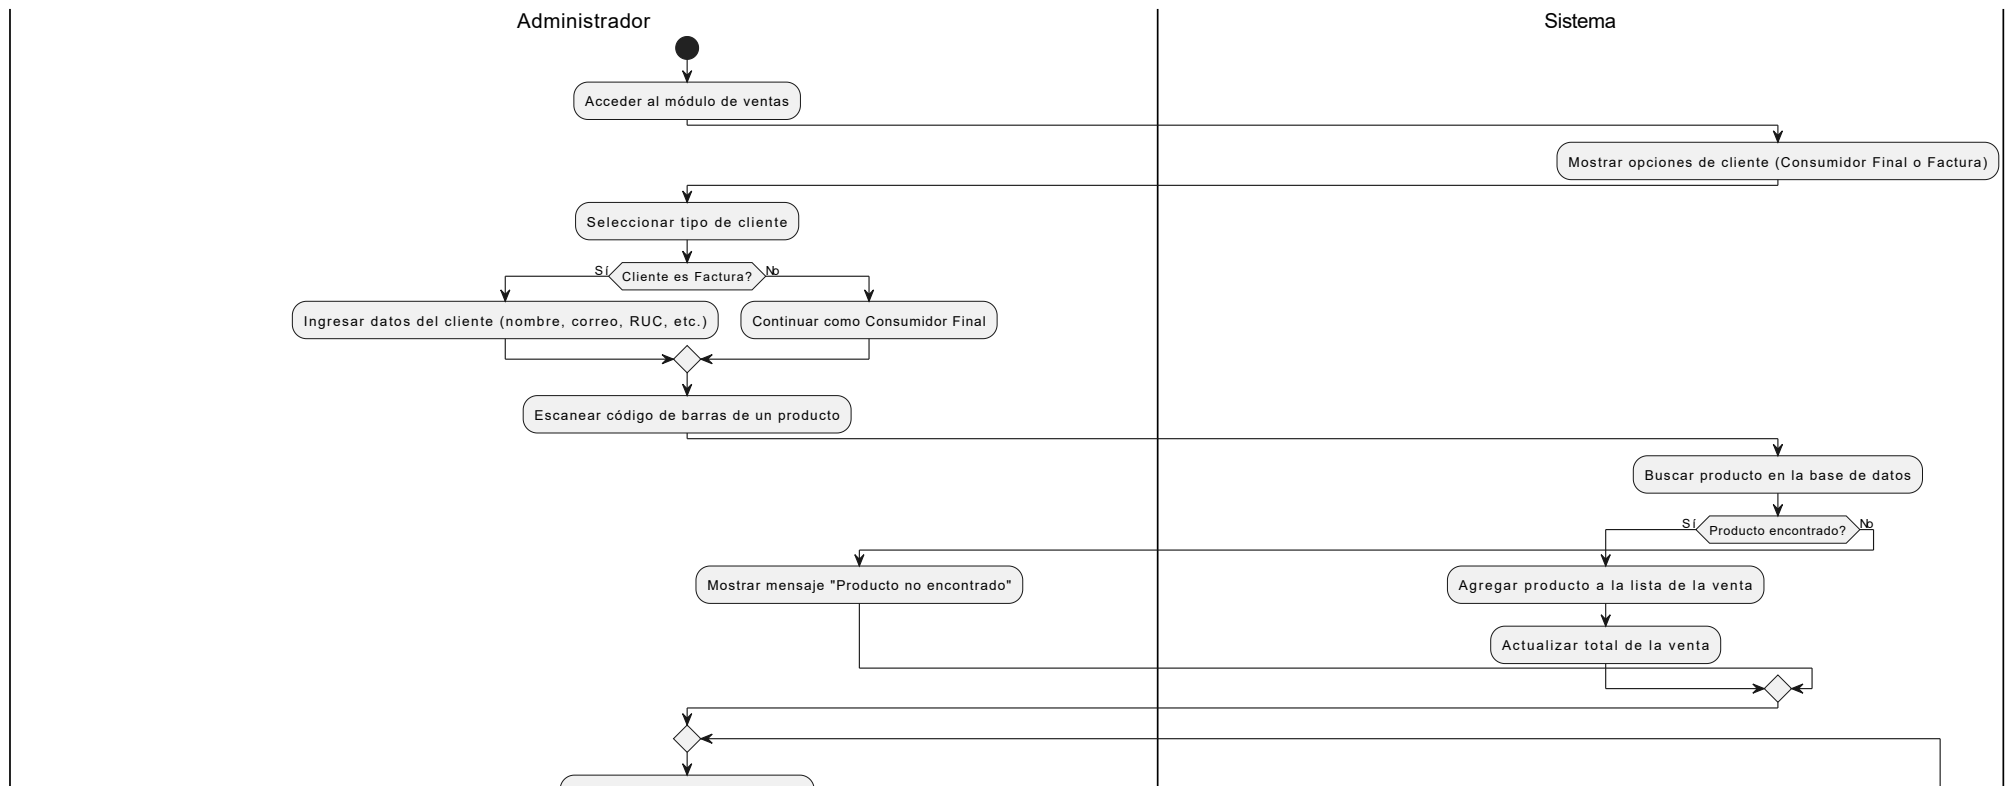 Administrador
Sistema
Acceder al módulo de ventas
Mostrar opciones de cliente (Consumidor Final o Factura)
Seleccionar tipo de cliente
Sí
Cliente es Factura?
No
Ingresar datos del cliente (nombre, correo, RUC, etc.)
Continuar como Consumidor Final
Escanear código de barras de un producto
Buscar producto en la base de datos
Sí
Producto encontrado?
No
Mostrar mensaje "Producto no encontrado"
Agregar producto a la lista de la venta
Actualizar total de la venta